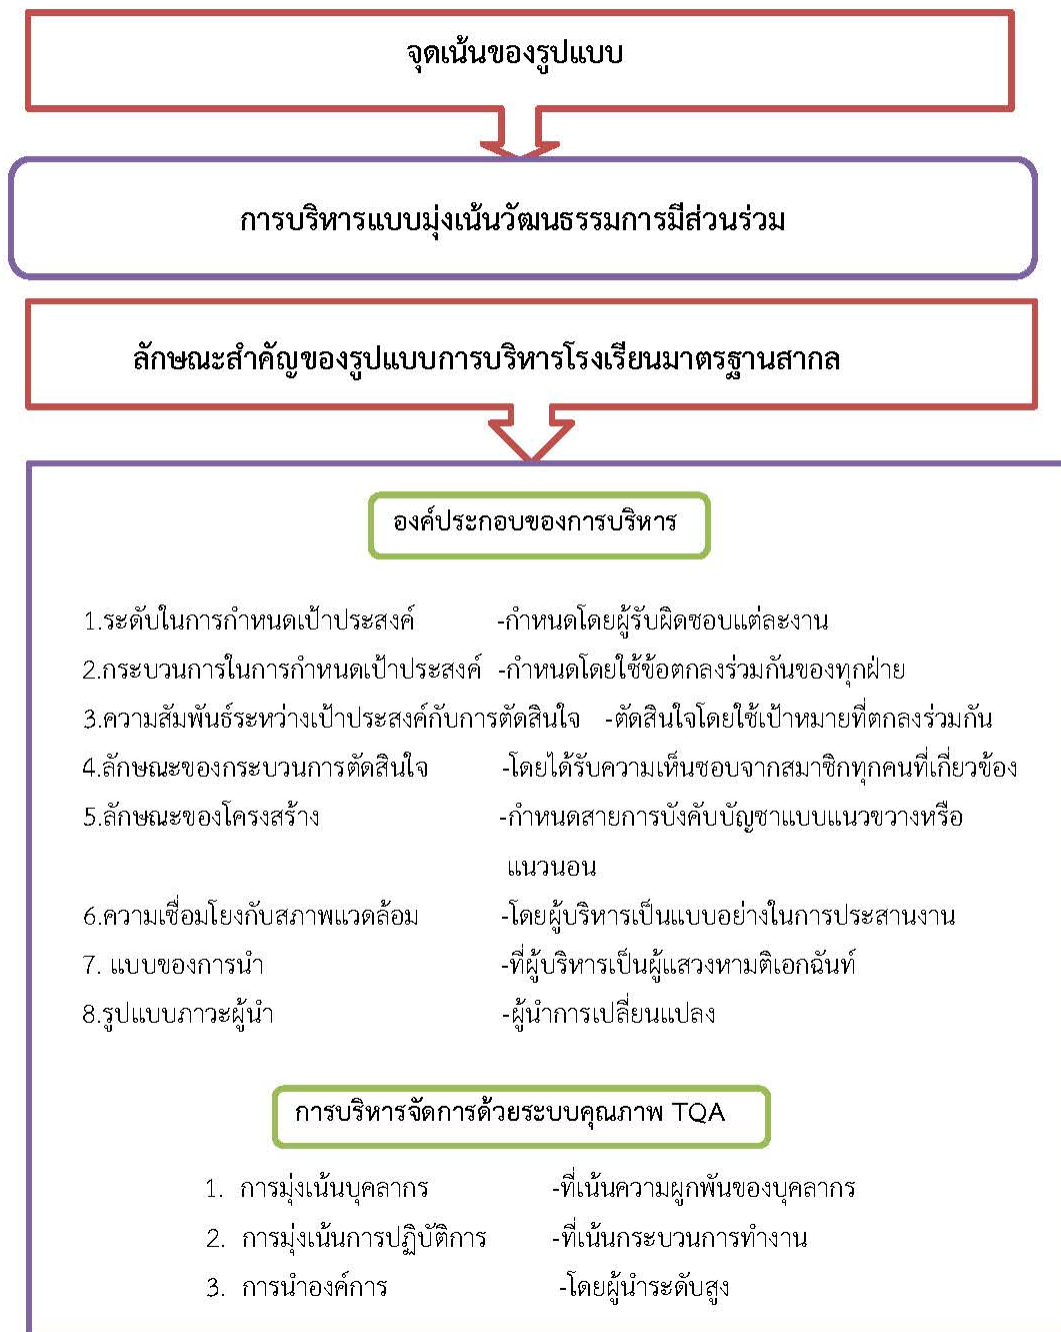 จุดเน้นของรูปแบบ
การบริหารแบบมุ่งเน้นวัฒนธรรมการมีส่วนร่วม
ลักษณะสำคัญของรูปแบบการบริหารโรงเรียนมาตรฐานสากล
องค์ประกอบของการบริหาร
1.ระดับในการกำหนดเป้าประสงค์ -กำหนดโดยผู้รับผิดชอบแต่ละงาน
2.กระบวนการในการกำหนดเป้าประสงค์ -กำหนดโดยใช้ข้อตกลงร่วมกันของทุกฝ่าย
3.ความสัมพันธ์ระหว่างเป้าประสงค์กับการตัดสินใจ -ตัดสินใจโดยใช้เป้าหมายที่ตกลงร่วมกัน
4.ลักษณะของกระบวนการตัดสินใจ -โดยได้รับความเห็นชอบจากสมาชิกทุกคนที่เกี่ยวข้อง
5.ลักษณะของโครงสร้าง -กำหนดสายการบังคับบัญชาแบบแนวขวางหรือ
แนวนอน
6.ความเชื่อมโยงกับสภาพแวดล้อม -โดยผู้บริหารเป็นแบบอย่างในการประสานงาน
7. แบบของการนำ -ที่ผู้บริหารเป็นผู้แสวงหามติเอกฉันท์
8.รูปแบบภาวะผู้นำ -ผู้นำการเปลี่ยนแปลง
การบริหารจัดการด้วยระบบคุณภาพ TQA
1. การมุ่งเน้นบุคลากร -ที่เน้นความผูกพันของบุคลากร
2. การมุ่งเน้นการปฏิบัติการ -ที่เน้นกระบวนการทำงาน
3. การนำองค์การ -โดยผู้นำระดับสูง